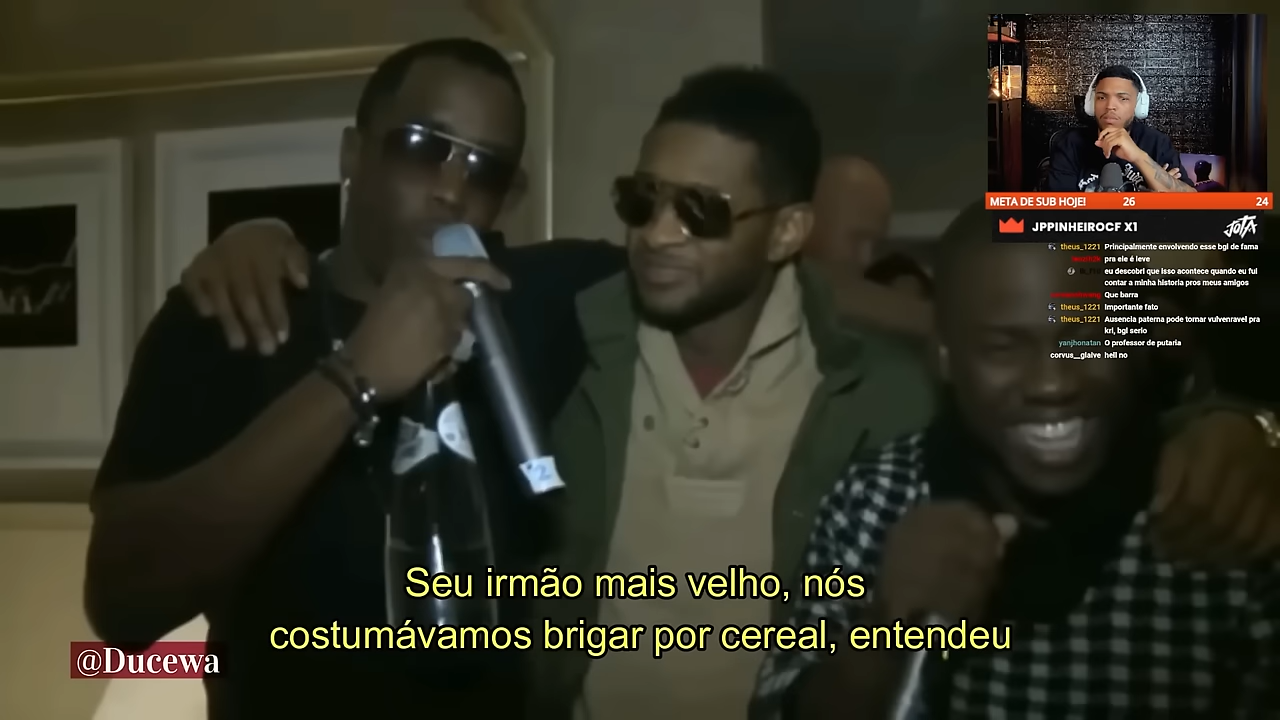 META DE SUB HOJE! 26 24
JPPINHEIROCF X1
JOTA
theus_1221 Principalmente envolvendo esse bgl de fama
pra ele é leve
eu descobri que isso acontece quando eu fui
contar a minha historia pros meus amigos
Que barra
theus_1221 Importante fato
theus_1221 Ausencia paterna pode tornar vulvenravel pra
krl, bgl serio
yanjhonatan O professor de putaria
corvus__glaive hell no
2
Seu irmão mais velho, nós
costumávamos brigar por cereal, entendeu
@Ducewa